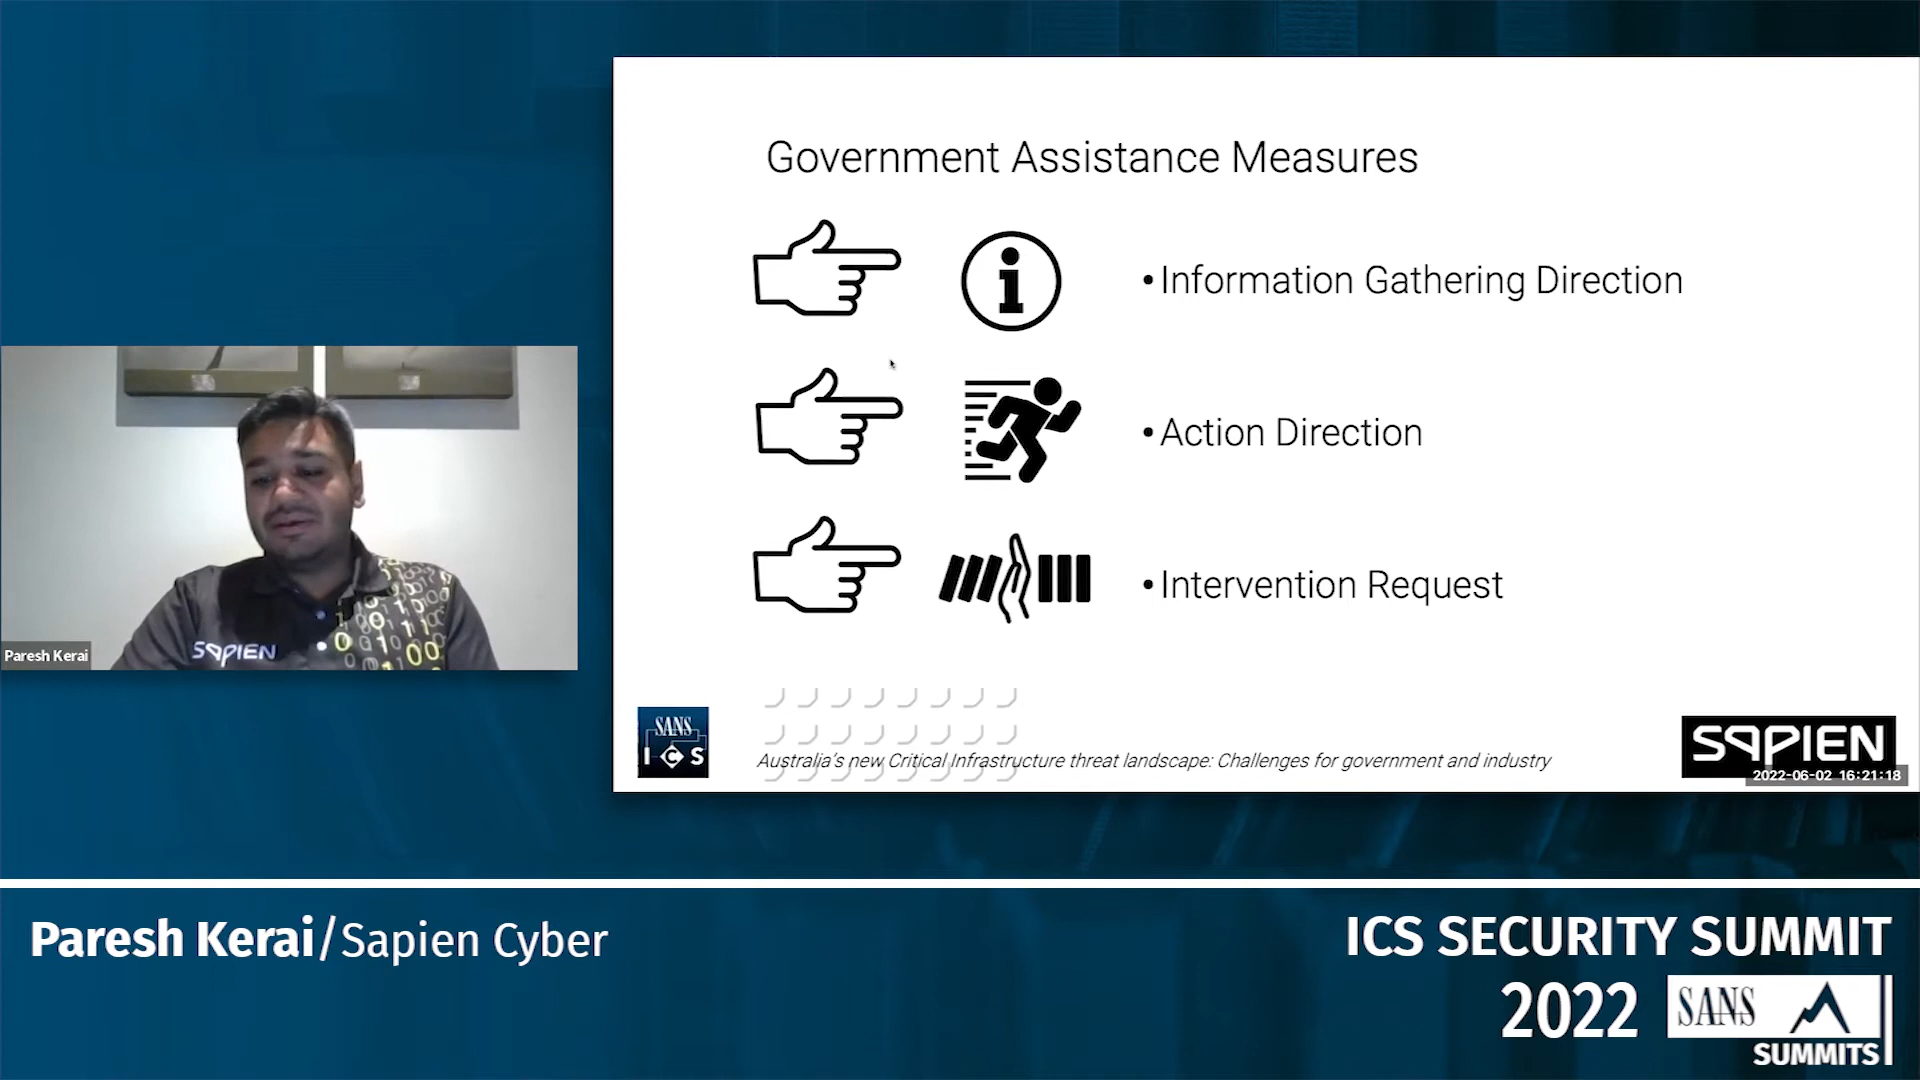 Government Assistance Measures
• Information Gathering Direction
• Action Direction
• Intervention Request
SANS
ICS
Australia's new Critical Infrastructure threat landscape: Challenges for government and industry
SAPIEN
2022-06-02 16:21:18
SAPIEN
Paresh Kerai
Paresh Kerai/Sapien Cyber
ICS SECURITY SUMMIT
2022
SANS
SUMMITS